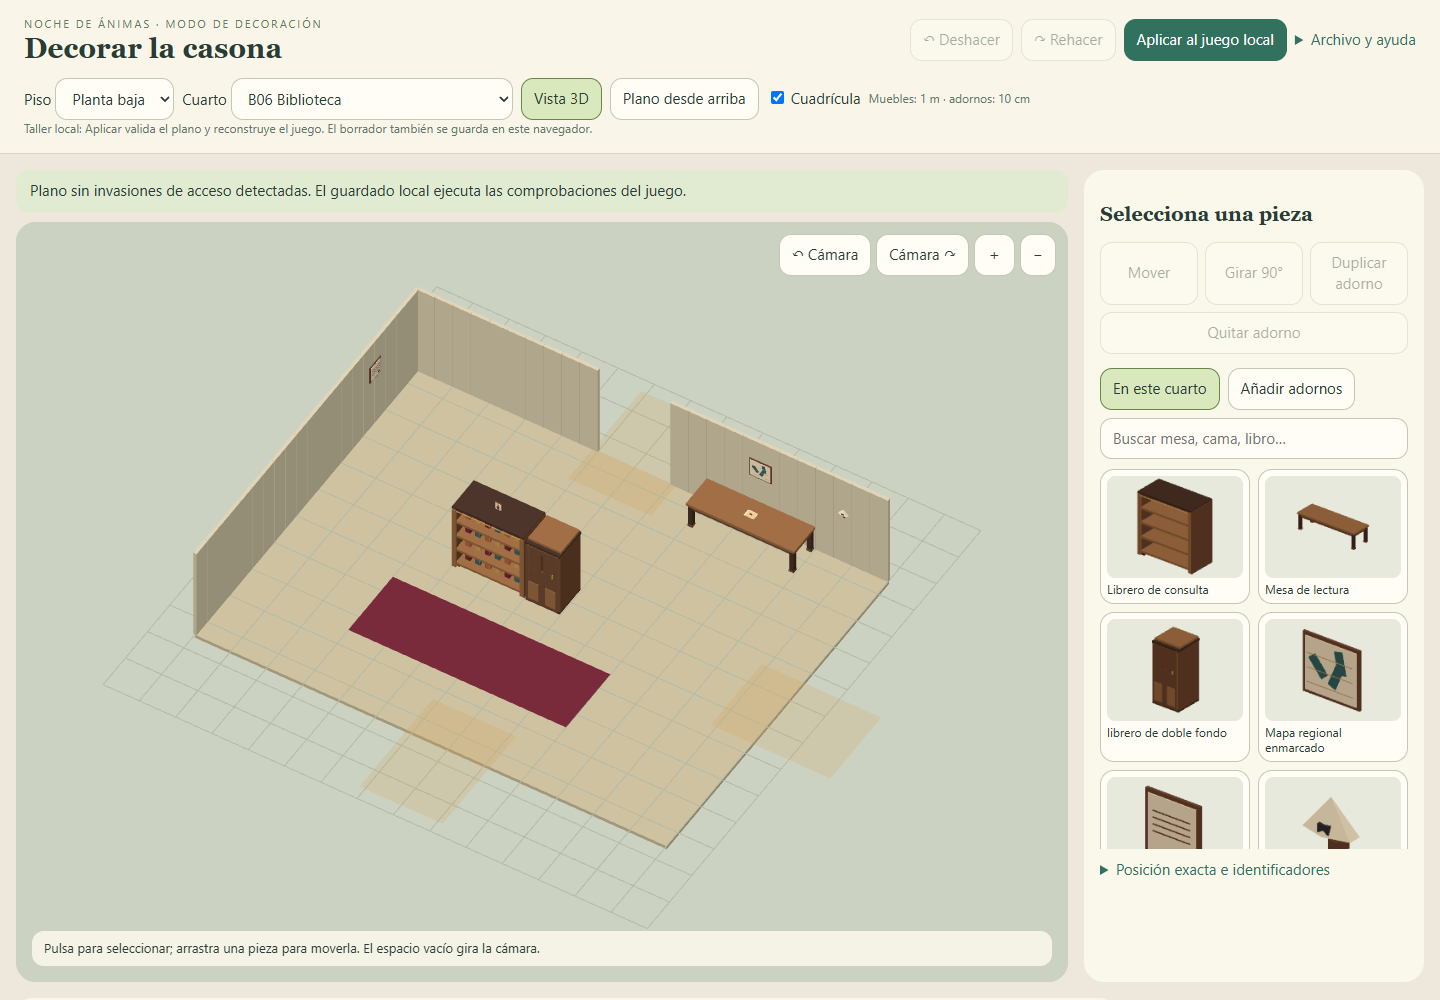 NOCHE DE ÁNIMAS · MODO DE DECORACIÓN
Decorar la casona
↶ Deshacer
↷ Rehacer
Aplicar al juego local
▶ Archivo y ayuda
Piso
Planta baja
Cuarto
B06 Biblioteca
Vista 3D
Plano desde arriba
Cuadrícula
Muebles: 1 m · adornos: 10 cm
Taller local: Aplicar valida el plano y reconstruye el juego. El borrador también se guarda en este navegador.
Plano sin invasiones de acceso detectadas. El guardado local ejecuta las comprobaciones del juego.
↶ Cámara
Cámara ↷
+
−
Pulsa para seleccionar; arrastra una pieza para moverla. El espacio vacío gira la cámara.
Selecciona una pieza
Mover
Girar 90°
Duplicar
adorno
Quitar adorno
En este cuarto
Añadir adornos
Buscar mesa, cama, libro...
Librero de consulta
Mesa de lectura
librero de doble fondo
Mapa regional
enmarcado
▶ Posición exacta e identificadores